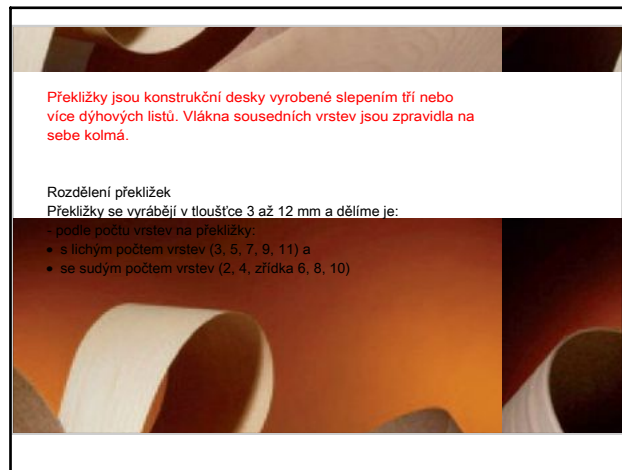 Překližky jsou konstrukční desky vyrobené slepením tří nebo
více dýhových listů. Vlákna sousedních vrstev jsou zpravidla na
sebe kolmá.
Rozdělení překližek
Překližky se vyrábějí v tloušťce 3 až 12 mm a dělíme je:
- podle počtu vrstev na překližky:
• s lichým počtem vrstev (3, 5, 7, 9, 11) a
• se sudým počtem vrstev (2, 4, zřídka 6, 8, 10)